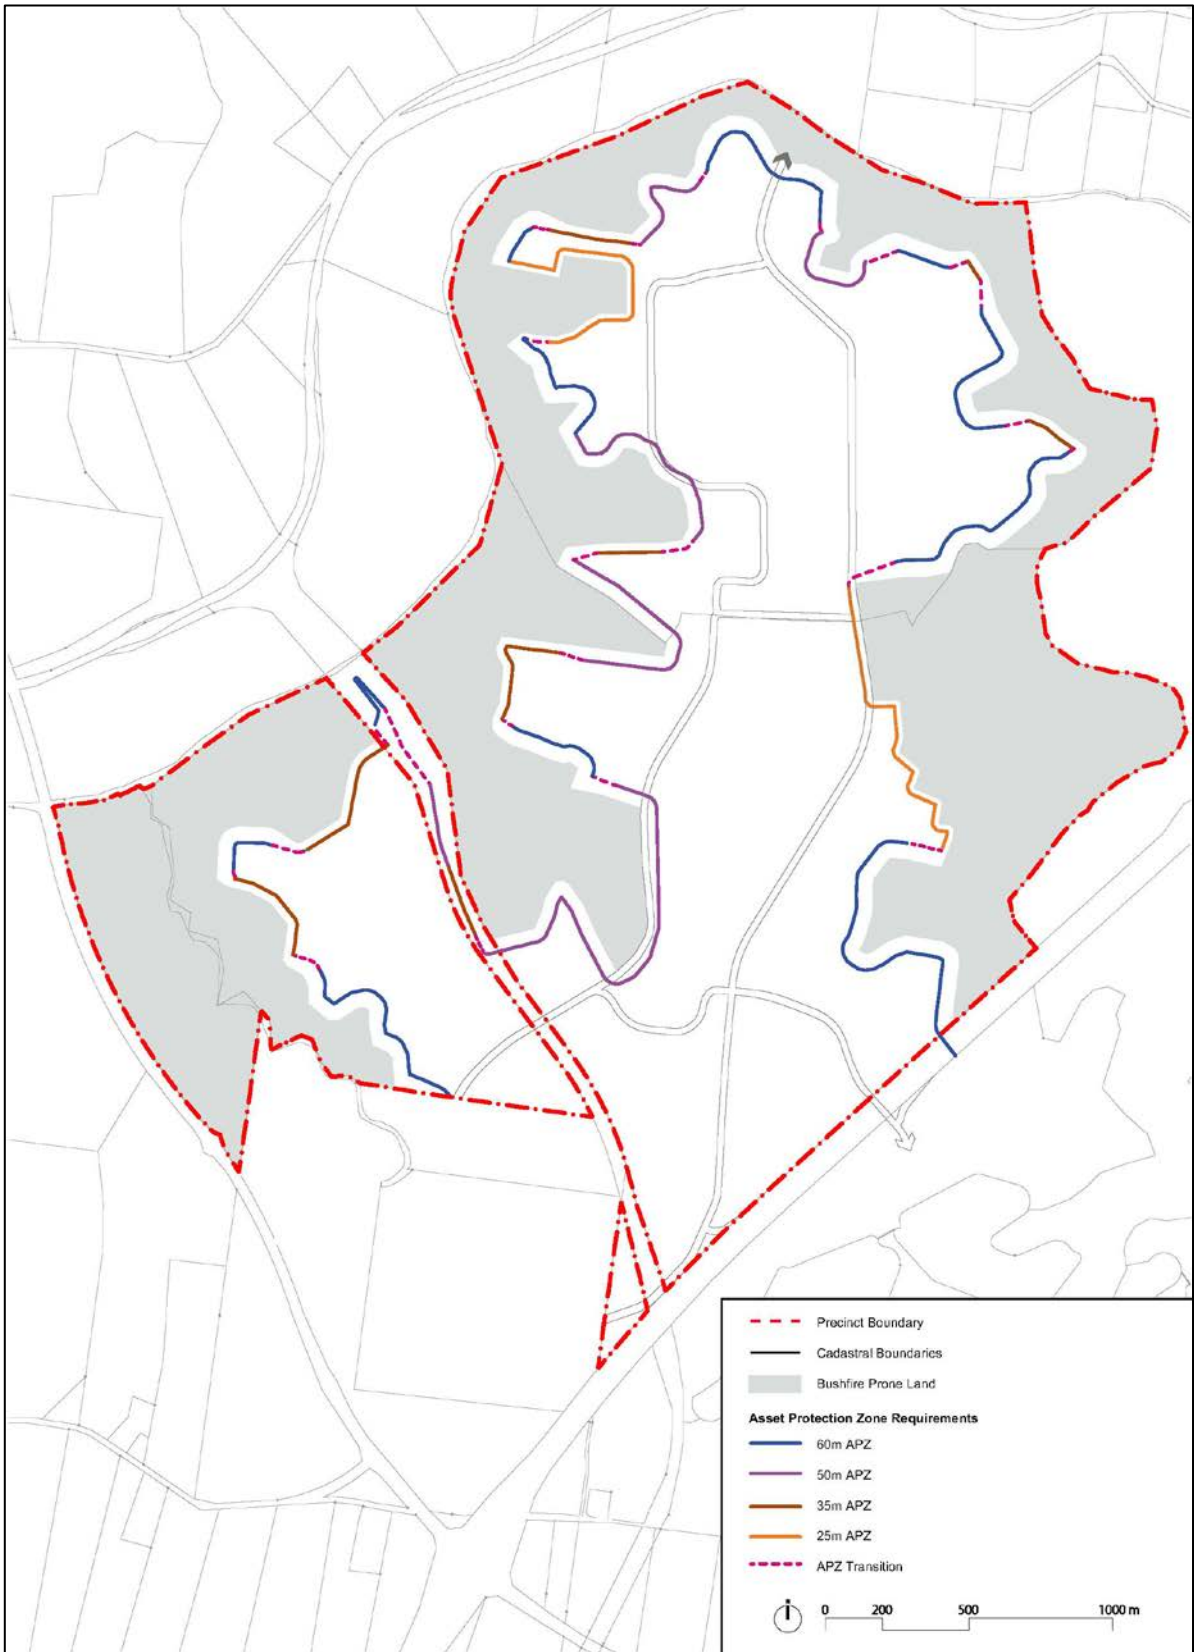 Precinct Boundary
Cadastral Boundaries
Bushfire Prone Land
Asset Protection Zone Requirements
60m APZ
50m APZ
35m APZ
25m APZ
APZ Transition
0 200 500 1000 m